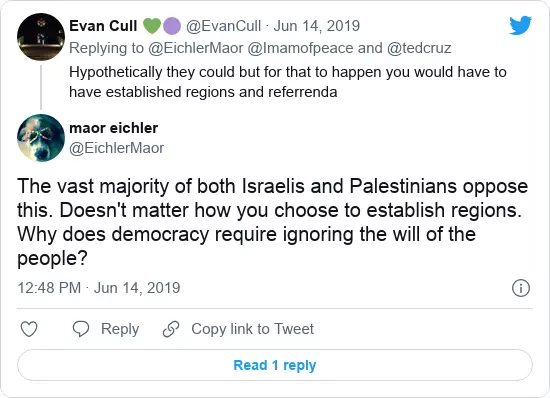 Evan Cull 💚🟣 @EvanCull · Jun 14, 2019
Replying to @EichlerMaor @Imamofpeace and @tedcruz
Hypothetically they could but for that to happen you would have to
have established regions and referrenda
maor eichler
@EichlerMaor
The vast majority of both Israelis and Palestinians oppose
this. Doesn't matter how you choose to establish regions.
Why does democracy require ignoring the will of the
people?
12:48 PM · Jun 14, 2019
Reply Copy link to Tweet
Read 1 reply